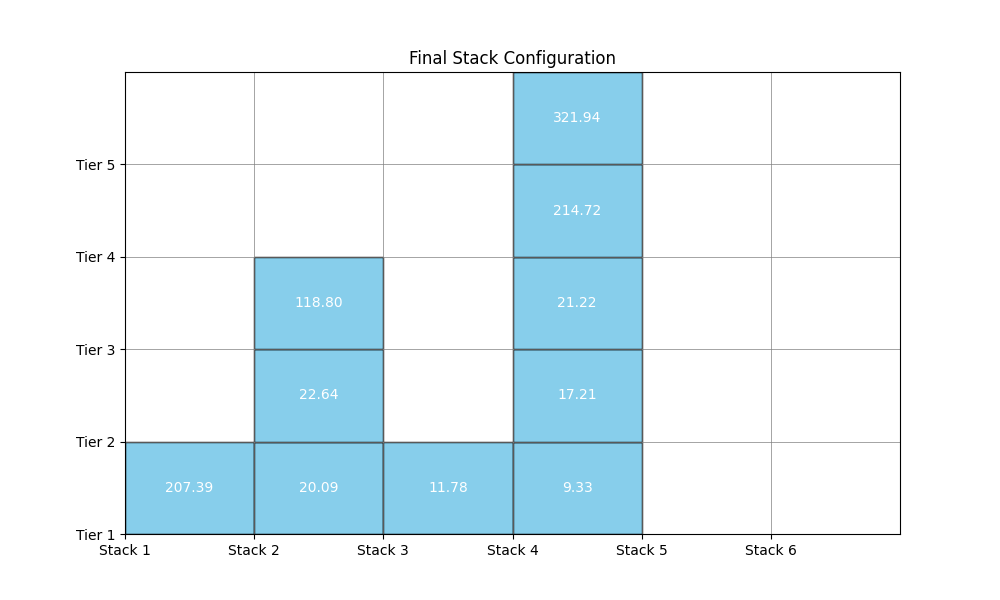 Final Stack Configuration
321.94
Tier 5
214.72
Tier 4
118.80
21.22
Tier 3
22.64
17.21
Tier 2
207.39
20.09
11.78
9.33
Tier 1
Stack 1
Stack 2
Stack 3
Stack 4
Stack 5
Stack 6